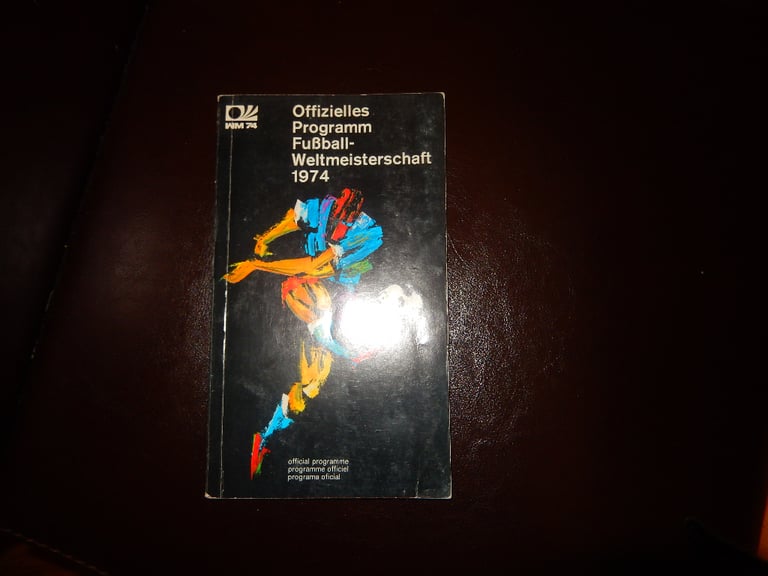 WM 74
Offizielles
Programm
Fußball-
Weltmeisterschaft
1974
official programme
programme officiel
programa oficial